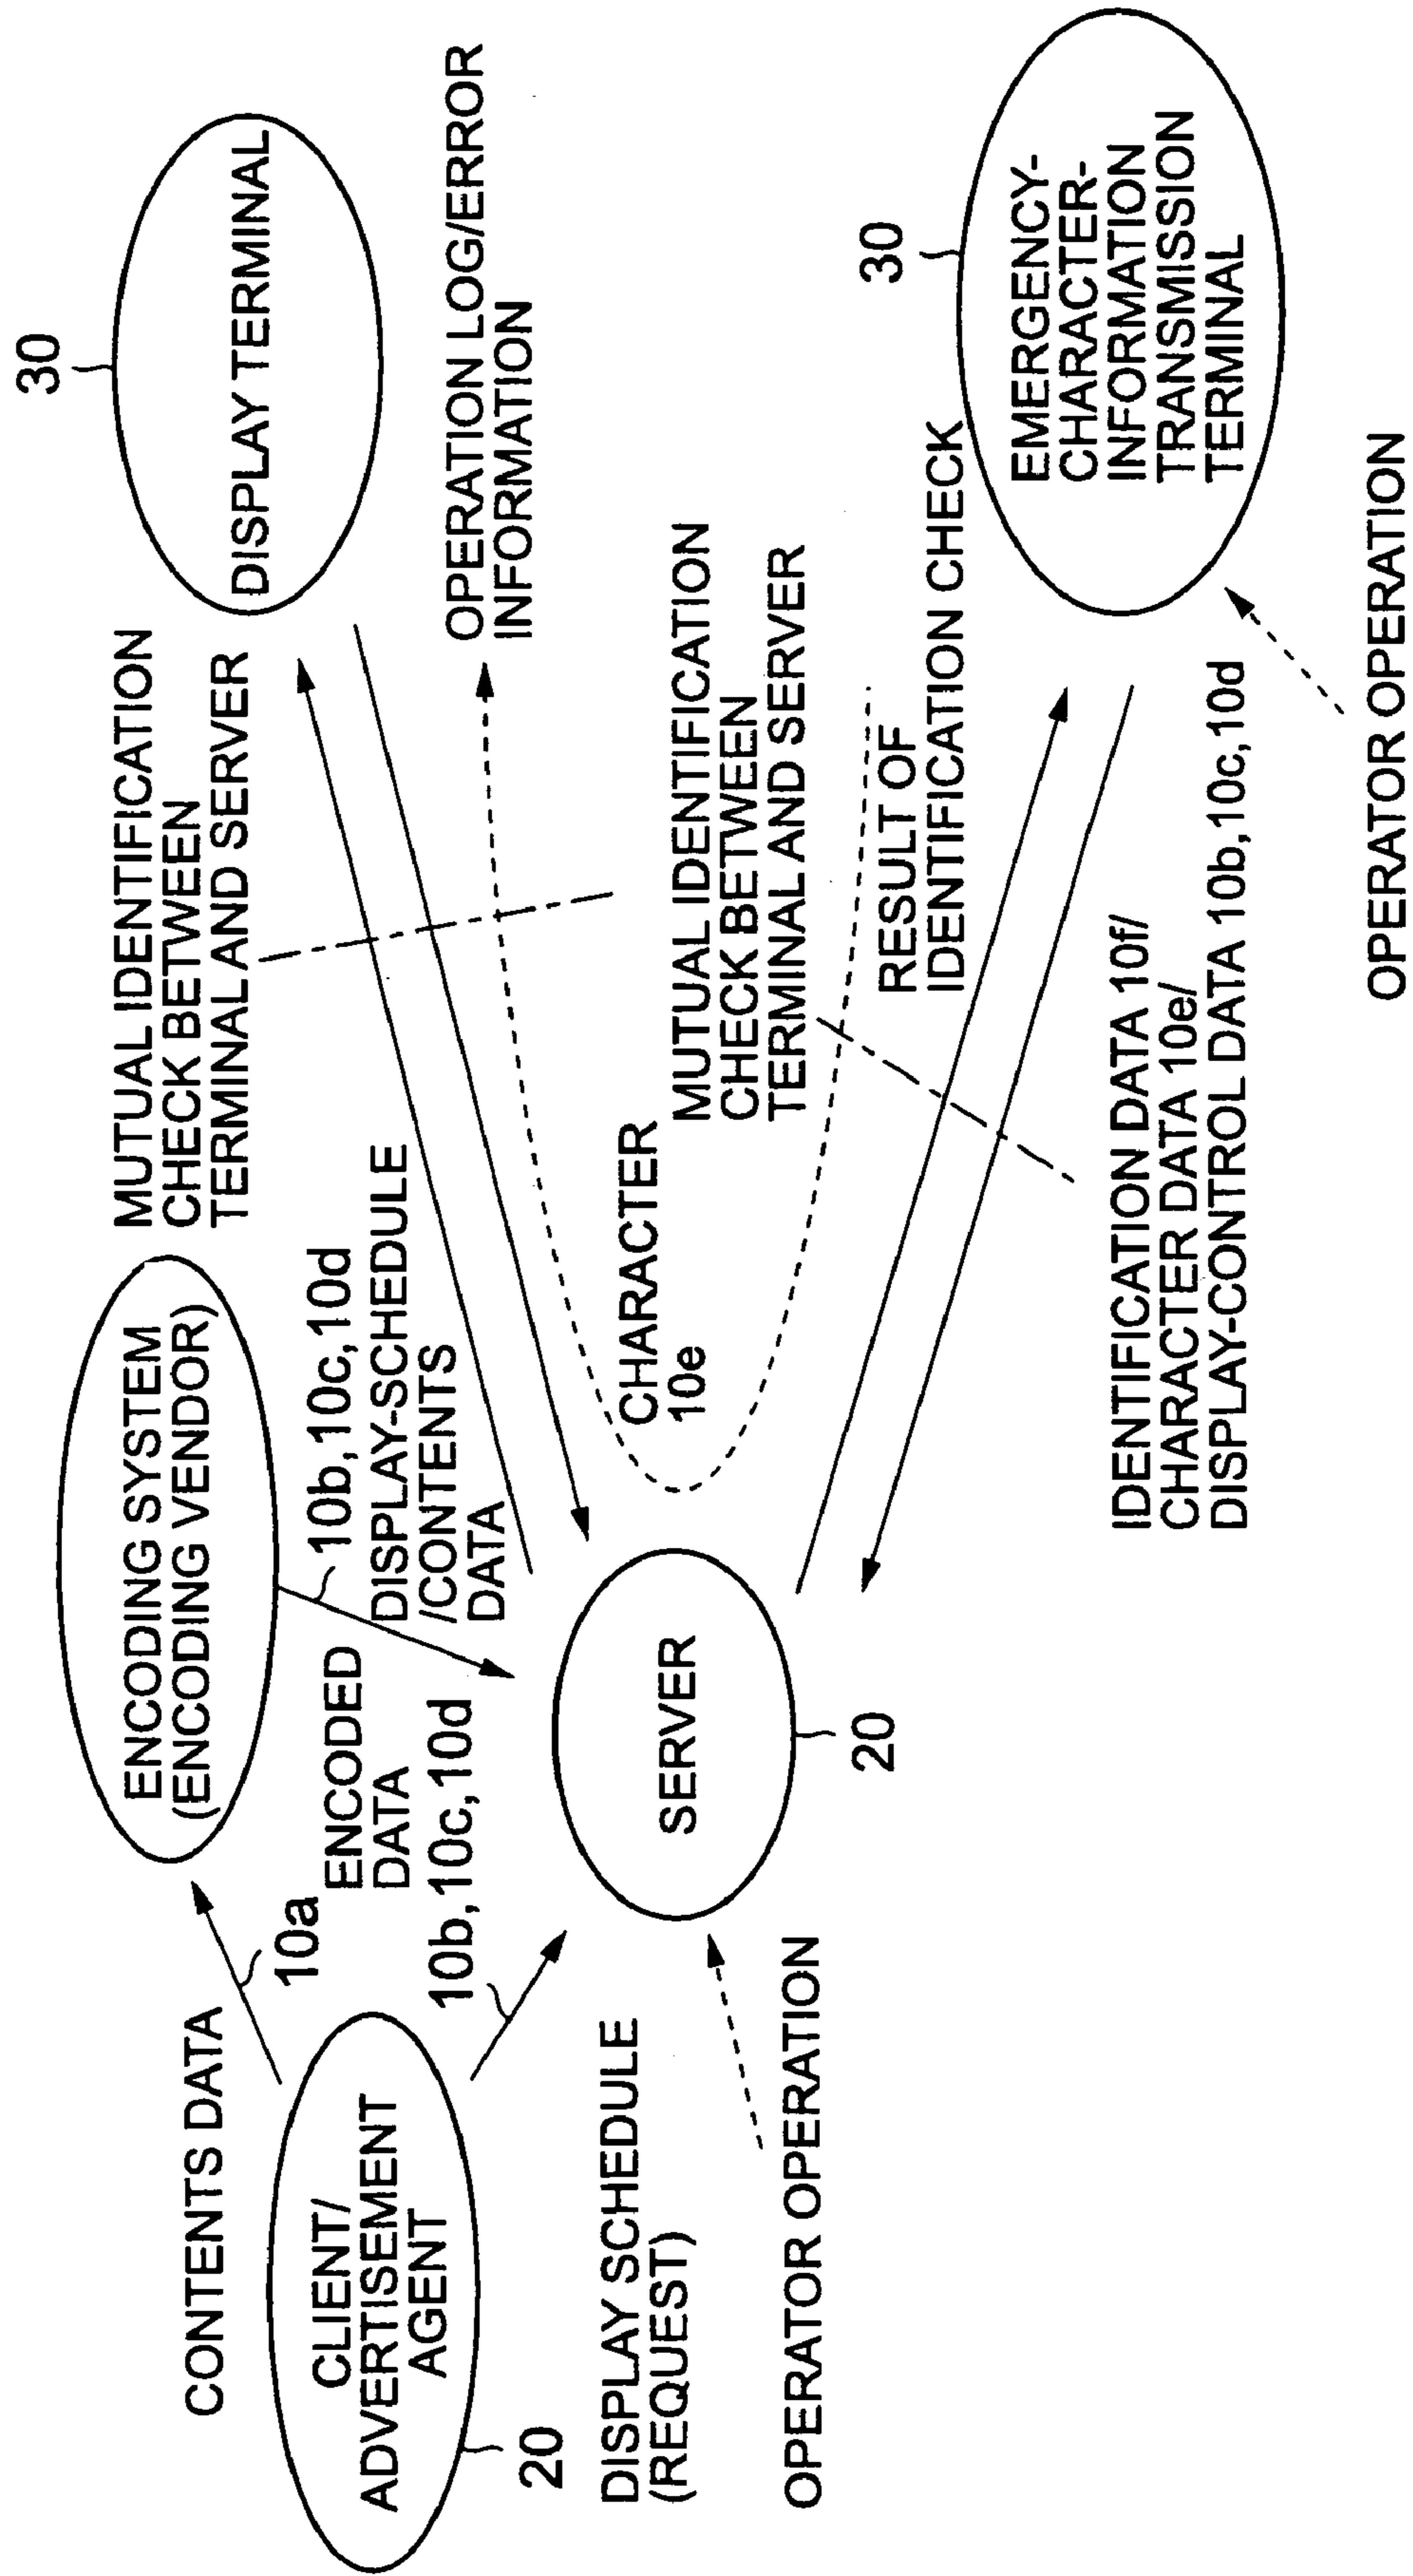 CONTENTS DATA
10a
CLIENT/
ADVERTISEMENT
AGENT
20
ENCODING SYSTEM
(ENCODING VENDOR)
ENCODED
DATA
10b,10c,10d
10b,10c,10d
DISPLAY-SCHEDULE
/CONTENTS
DATA
DISPLAY SCHEDULE
(REQUEST)
OPERATOR OPERATION
SERVER
20
MUTUAL IDENTIFICATION
CHECK BETWEEN
TERMINAL AND SERVER
30
DISPLAY TERMINAL
OPERATION LOG/ERROR
INFORMATION
CHARACTER
10e
MUTUAL IDENTIFICATION
CHECK BETWEEN
TERMINAL AND SERVER
RESULT OF
IDENTIFICATION CHECK
30
EMERGENCY-
CHARACTER-
INFORMATION
TRANSMISSION
TERMINAL
IDENTIFICATION DATA 10f/
CHARACTER DATA 10e/
DISPLAY-CONTROL DATA 10b,10c,10d
OPERATOR OPERATION